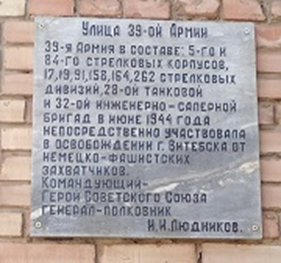 Улица 39-ой Армии
39-я Армия в составе: 5-го и
84-го стрелковых корпусов,
17,19,91,158,164,262 стрелковых
дивизий, 28-ой танковой
и 32-ой инженерно-саперной
бригад в июне 1944 года
непосредственно участвовала
в освобождении г. Витебска от
немецко-фашистских
захватчиков.
Командующий-
Герой Советского Союза
генерал-полковник
И.И.Людников.